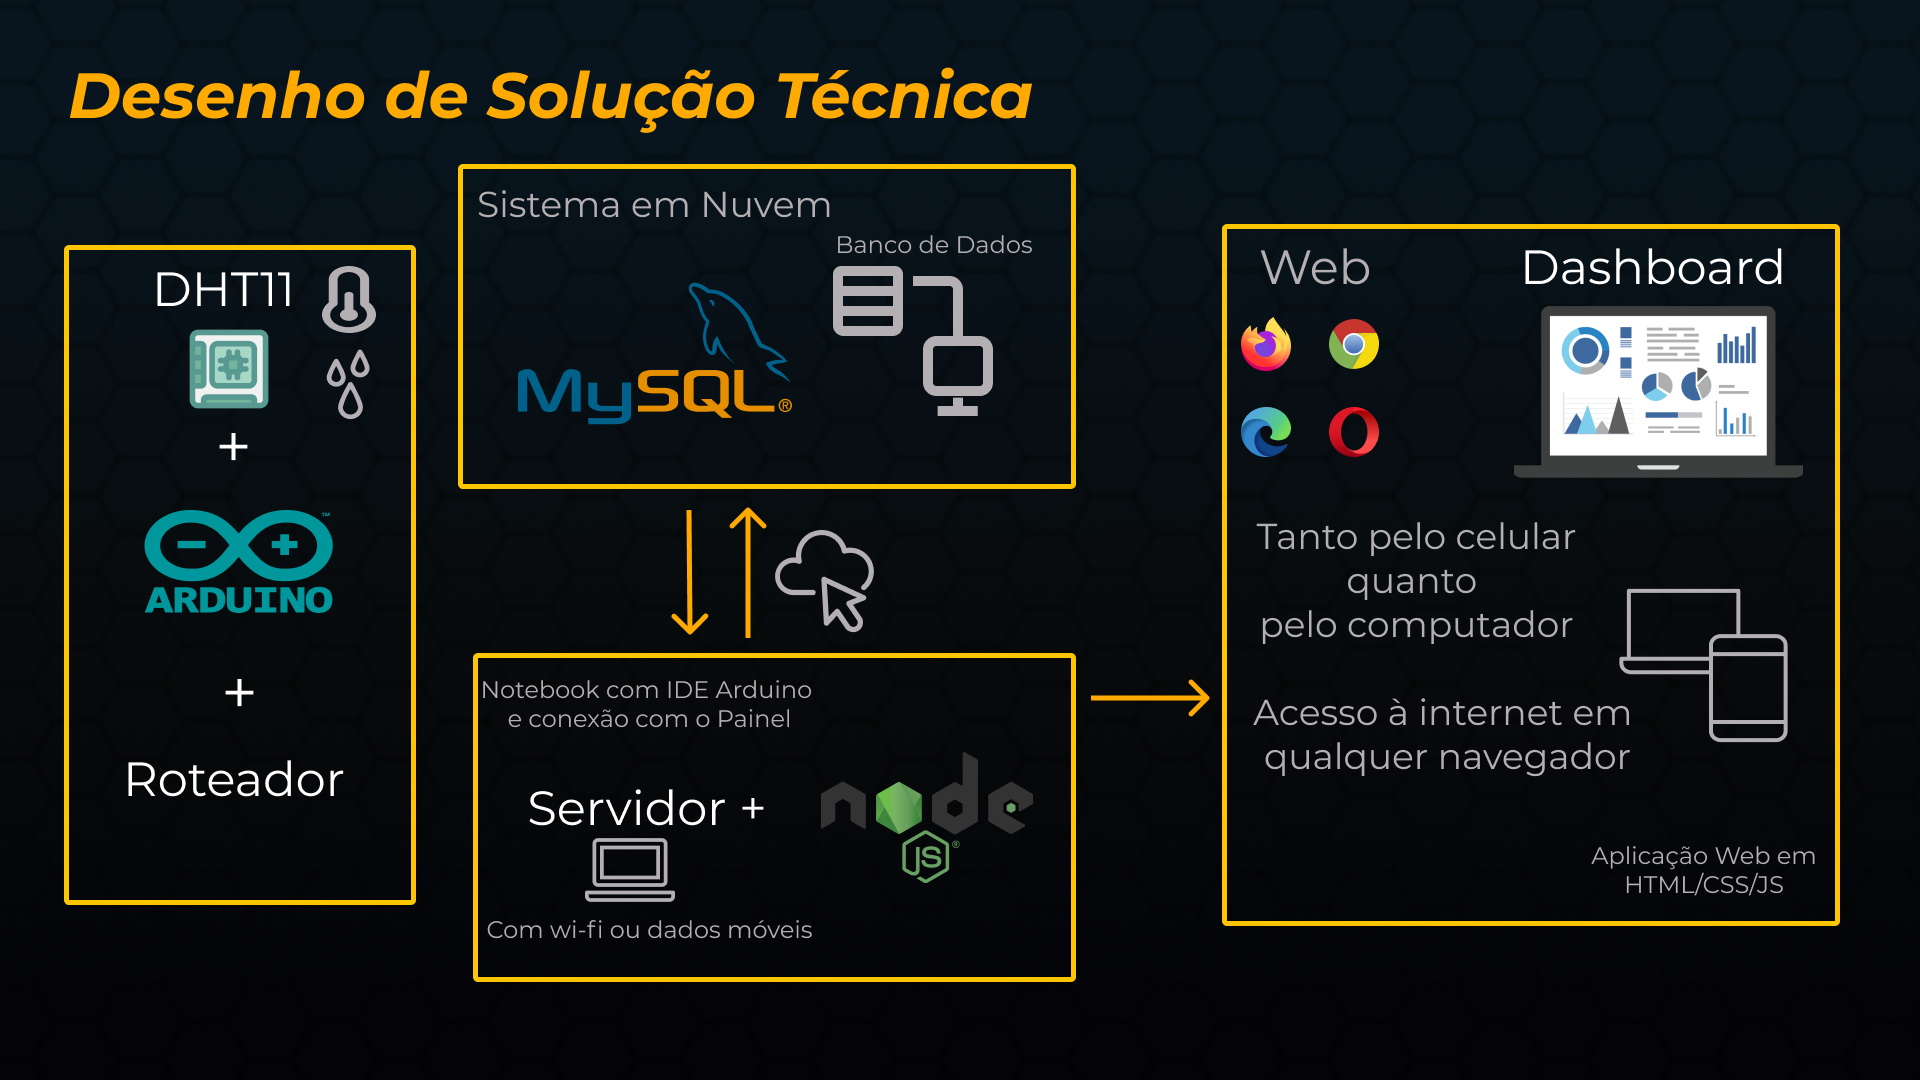 Desenho de Solução Técnica
DHT11
+
ARDUINO™
+
Roteador
Sistema em Nuvem
Banco de Dados
MySQL®
Notebook com IDE Arduino
e conexão com o Painel
Servidor +
node
JS®
Com wi-fi ou dados móveis
Web
Dashboard
Tanto pelo celular
quanto
pelo computador
Acesso à internet em
qualquer navegador
Aplicação Web em
HTML/CSS/JS